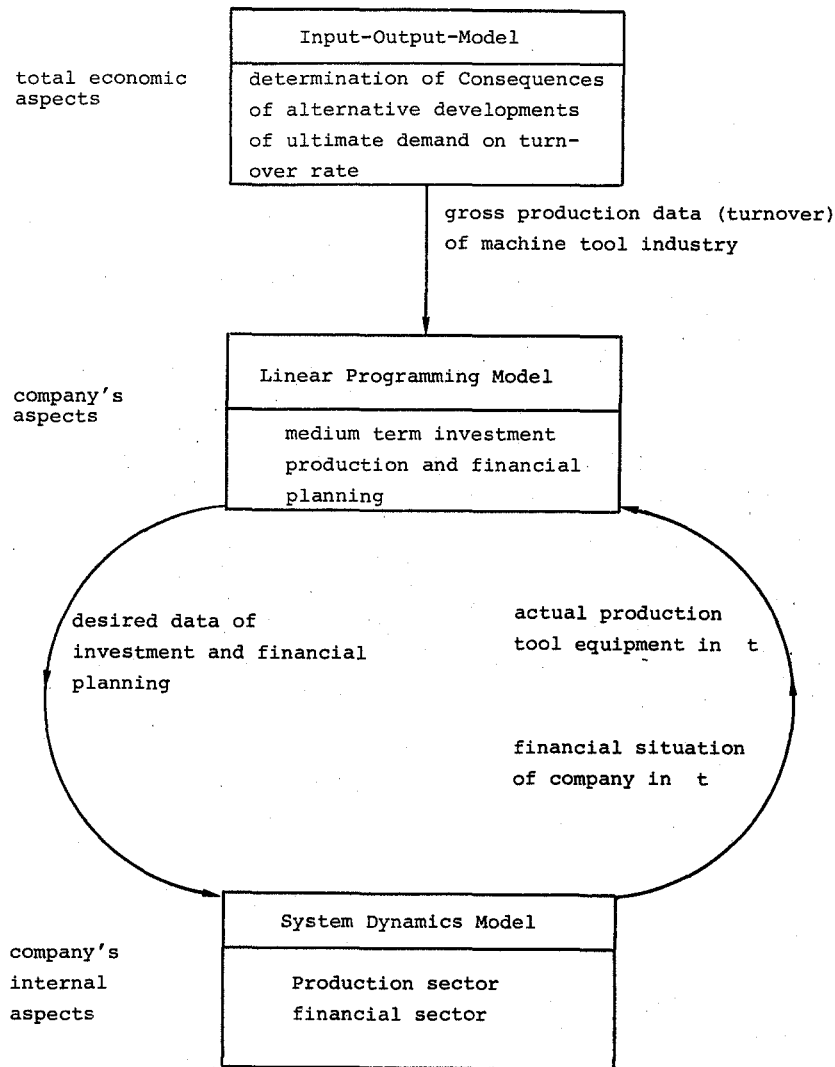 Input-Output-Model
total economic
aspects
determination of Consequences
of alternative developments
of ultimate demand on turn-
over rate
gross production data (turnover)
of machine tool industry
Linear Programming Model
company's
aspects
medium term investment
production and financial
planning
desired data of
investment and financial
planning
actual production
tool equipment in t
financial situation
of company in t
System Dynamics Model
company's
internal
aspects
Production sector
financial sector